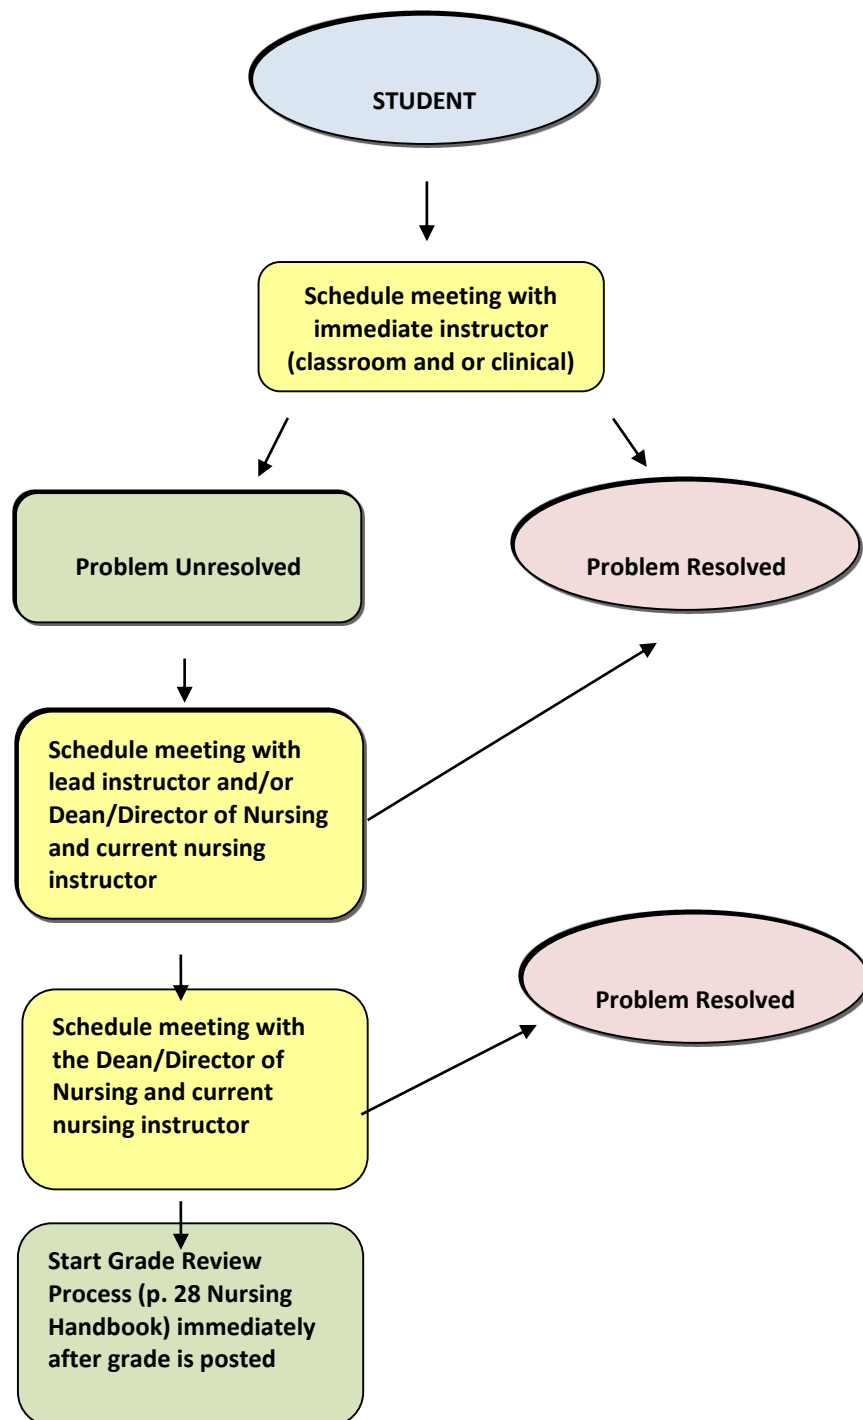 STUDENT
Schedule meeting with
immediate instructor
(classroom and or clinical)
Problem Unresolved
Problem Resolved
Schedule meeting with
lead instructor and/or
Dean/Director of Nursing
and current nursing
instructor
Problem Resolved
Schedule meeting with
the Dean/Director of
Nursing and current
nursing instructor
Start Grade Review
Process (p. 28 Nursing
Handbook) immediately
after grade is posted